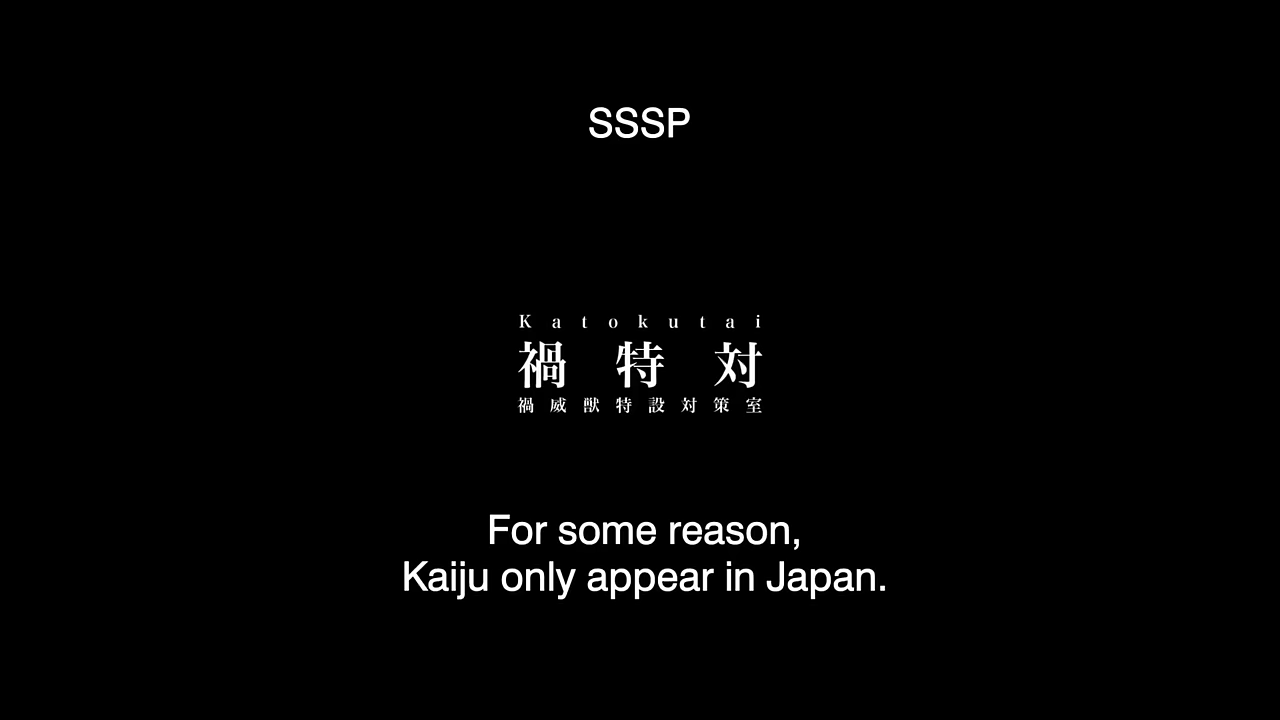 SSSP
Katokutai
禍特対
禍威獣特設対策室
For some reason,
Kaiju only appear in Japan.